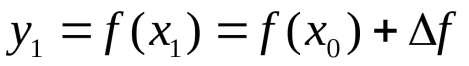 y₁ = f(x₁) = f(x₀) + Δf